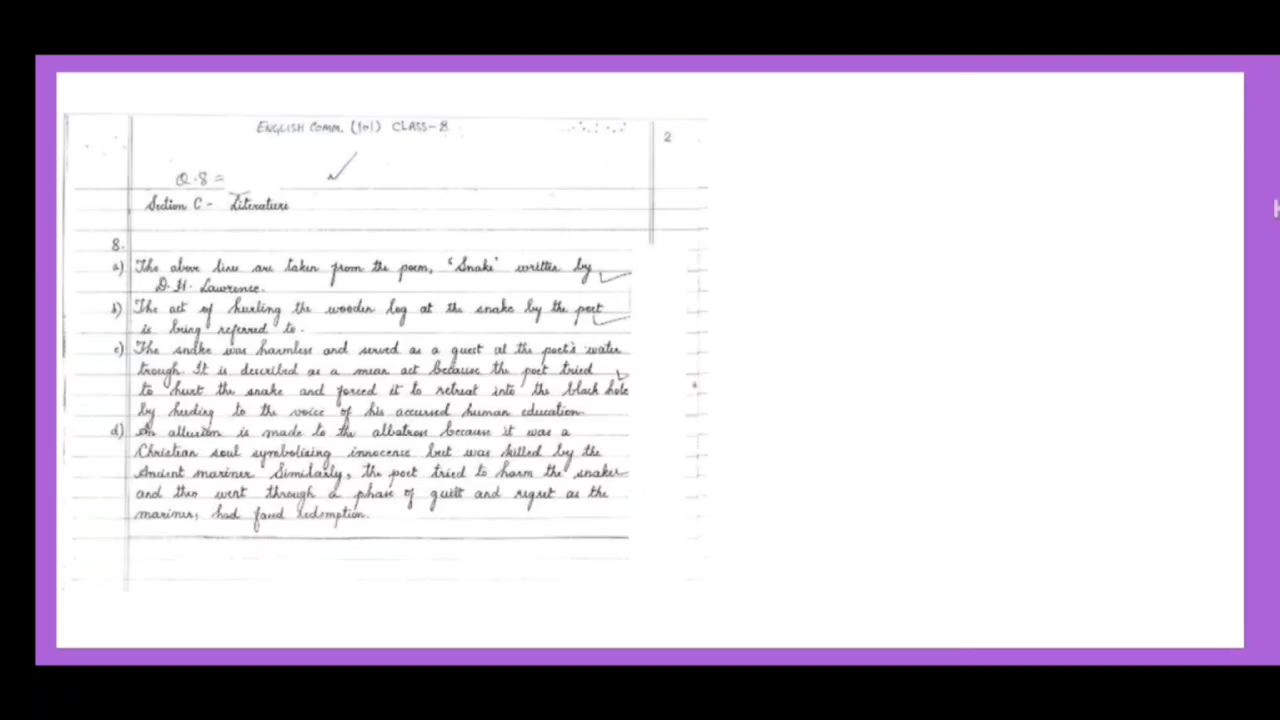 ENGLISH COMM. (101) CLASS-8
2
Q.8 =
Section C - Literature
8.
a) The above lines are taken from the poem, "Snake" written by
D. H. Lawrence.
b) The act of hurling the wooden log at the snake by the poet
is being referred to.
c) The snake was harmless and served as a guest at the poet's water
trough. It is described as a mean act because the poet tried
to hurt the snake and forced it to retreat into the black hole
by heeding to the voice of his accursed human education.
d) An allusion is made to the albatross because it was a
Christian soul symbolising innocence but was killed by the
Ancient mariner. Similarly, the poet tried to harm the snake
and then went through a phase of guilt and regret as the
mariner, had faced redemption.